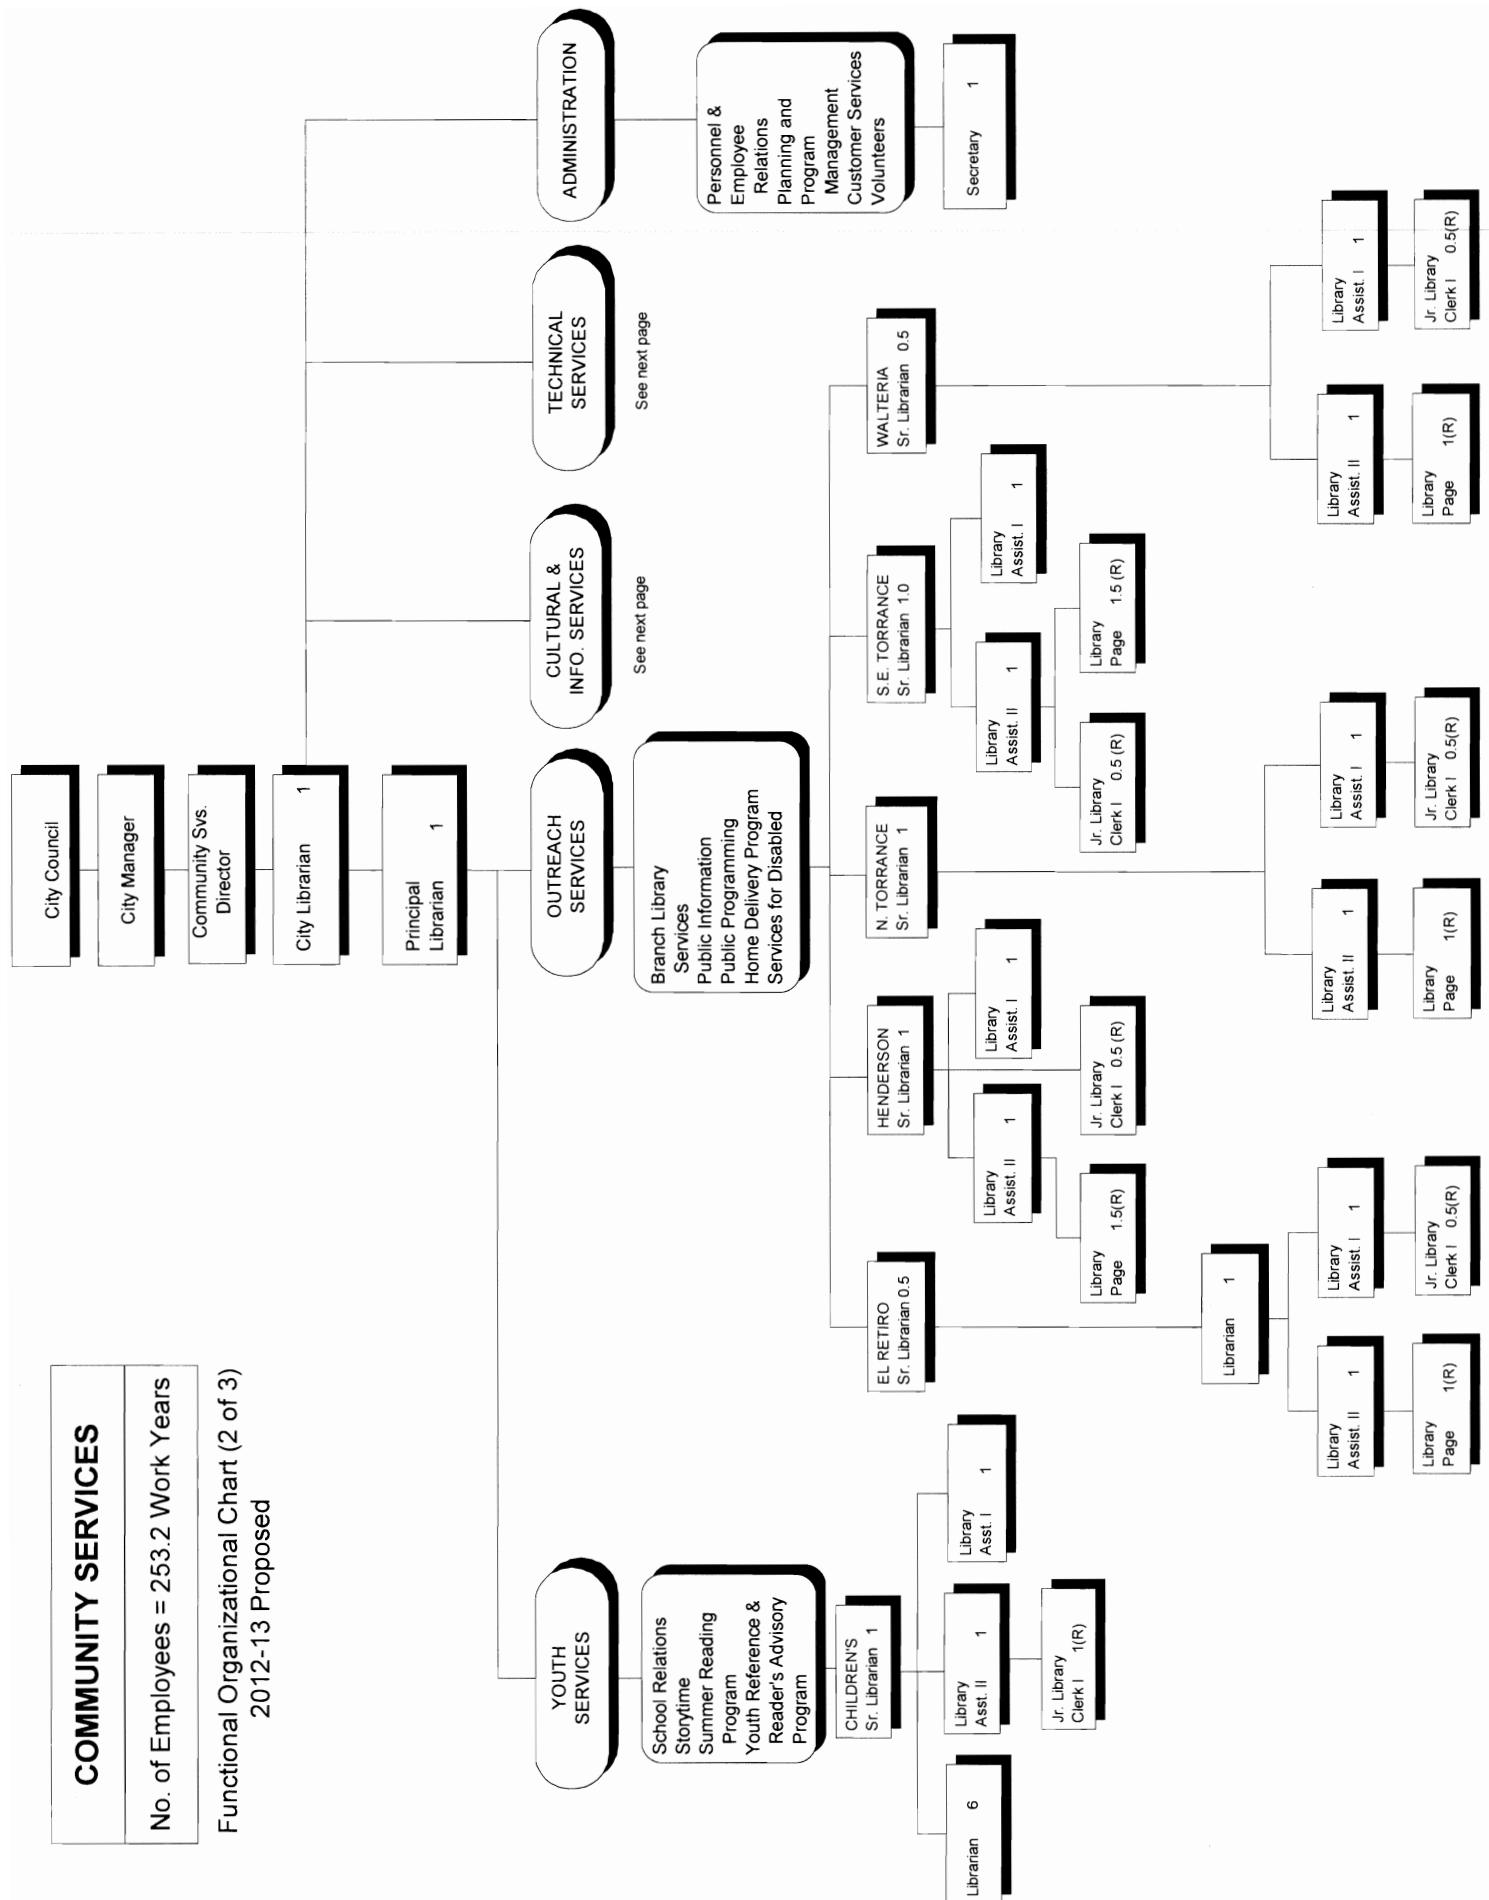 COMMUNITY SERVICES
No. of Employees = 253.2 Work Years
Functional Organizational Chart (2 of 3)
2012-13 Proposed
City Council
City Manager
Community Svs.
Director
City Librarian 1
Principal
Librarian 1
YOUTH
SERVICES
OUTREACH
SERVICES
CULTURAL &
INFO. SERVICES
TECHNICAL
SERVICES
ADMINISTRATION
See next page
See next page
School Relations
Storytime
Summer Reading
Program
Youth Reference &
Reader's Advisory
Program
Branch Library
Services
Public Information
Public Programming
Home Delivery Program
Services for Disabled
Personnel &
Employee
Relations
Planning and
Program
Management
Customer Services
Volunteers
Secretary 1
CHILDREN'S
Sr. Librarian 1
Librarian 6
Library
Asst. II 1
Library
Asst. I 1
Jr. Library
Clerk I 1(R)
EL RETIRO
Sr. Librarian 0.5
HENDERSON
Sr. Librarian 1
N. TORRANCE
Sr. Librarian 1
S.E. TORRANCE
Sr. Librarian 1.0
WALTERIA
Sr. Librarian 0.5
Library
Assist. II 1
Library
Assist. I 1
Library
Assist. II 1
Library
Assist. I 1
Library
Page 1.5(R)
Jr. Library
Clerk I 0.5 (R)
Jr. Library
Clerk I 0.5 (R)
Library
Page 1.5 (R)
Librarian 1
Library
Assist. II 1
Library
Assist. I 1
Library
Assist. II 1
Library
Assist. I 1
Library
Assist. II 1
Library
Assist. I 1
Library
Page 1(R)
Jr. Library
Clerk I 0.5(R)
Library
Page 1(R)
Jr. Library
Clerk I 0.5(R)
Library
Page 1(R)
Jr. Library
Clerk I 0.5(R)